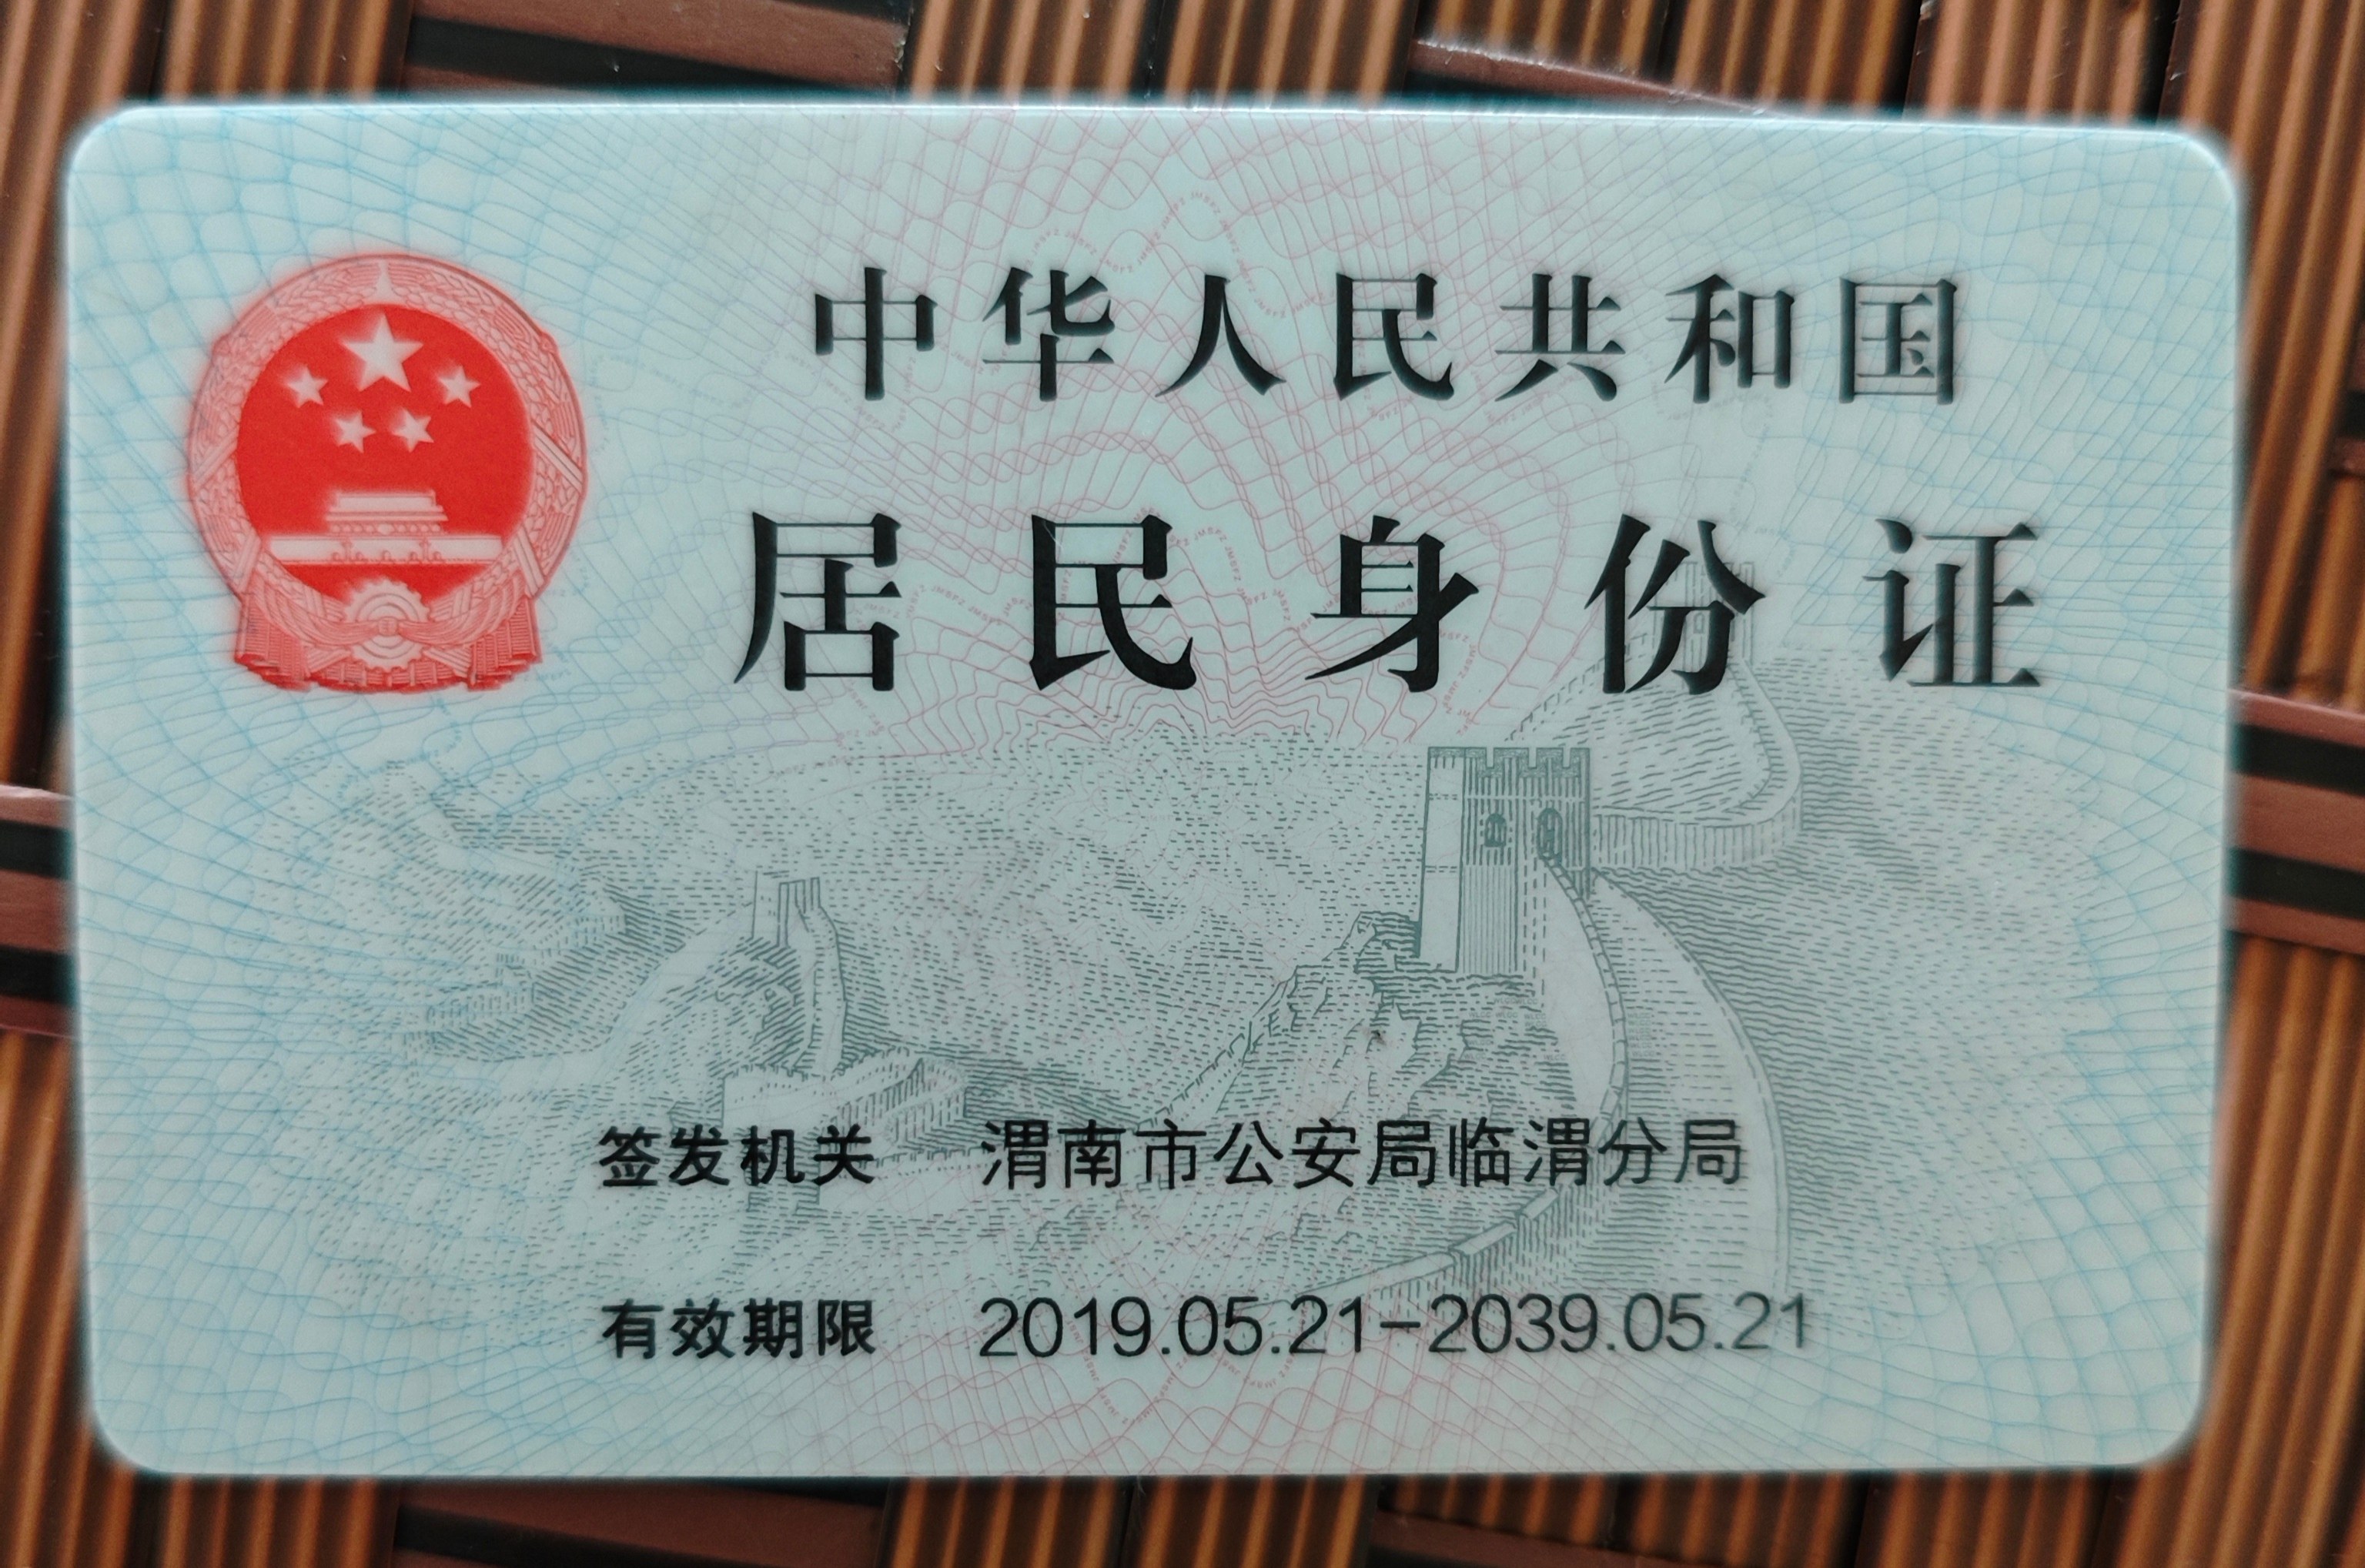 中华人民共和国
居民身份证
签发机关 渭南市公安局临渭分局
有效期限 2019.05.21-2039.05.21